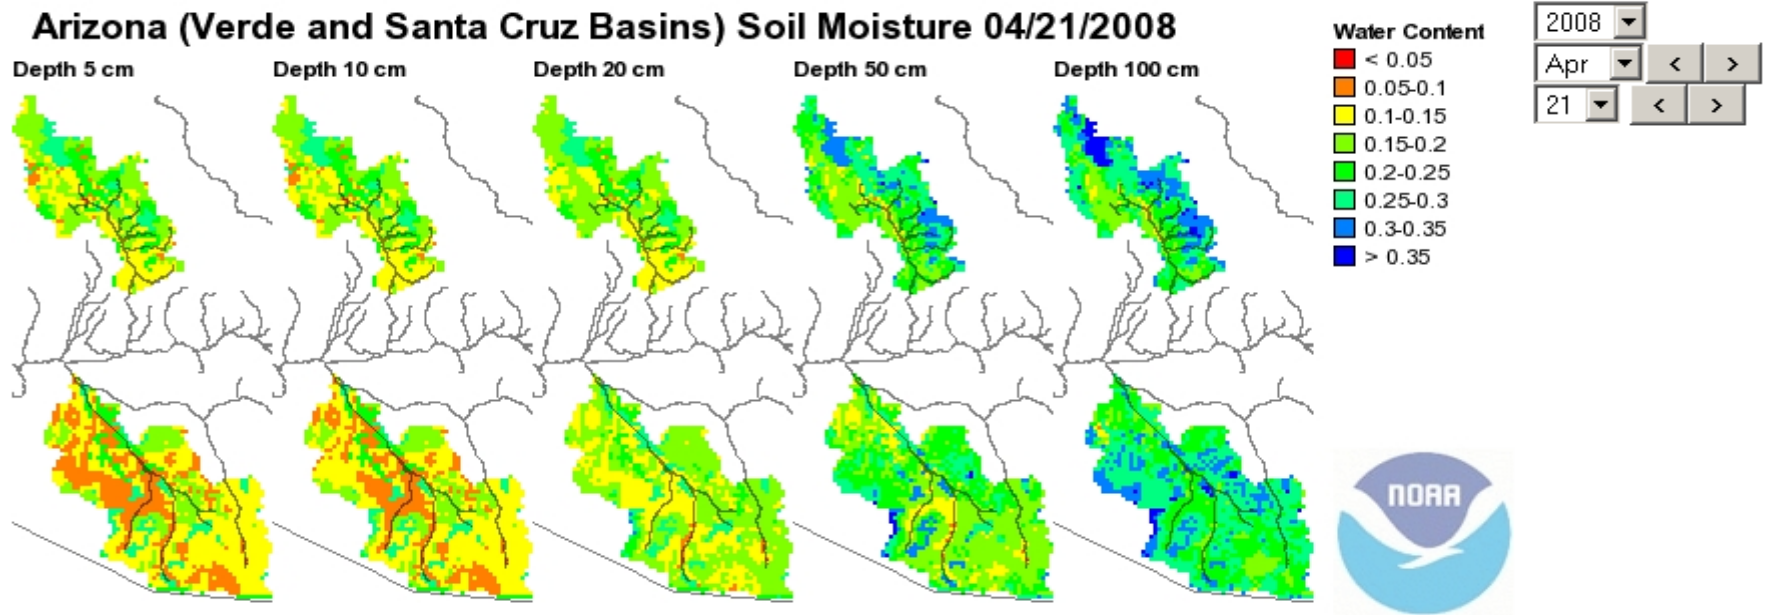 Arizona (Verde and Santa Cruz Basins) Soil Moisture 04/21/2008
Depth 5 cm
Depth 10 cm
Depth 20 cm
Depth 50 cm
Depth 100 cm
Water Content
< 0.05
0.05-0.1
0.1-0.15
0.15-0.2
0.2-0.25
0.25-0.3
0.3-0.35
> 0.35
2008
Apr
<
>
21
<
>
NOAA